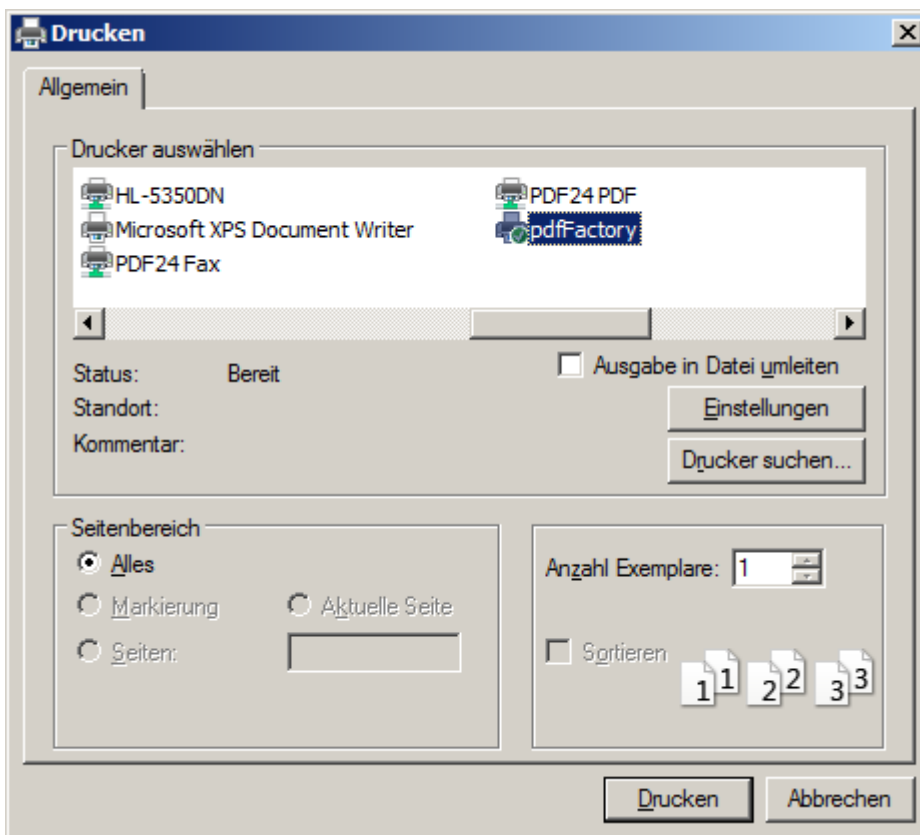 Drucken
Allgemein
Drucker auswählen
HL-5350DN
PDF24 PDF
Microsoft XPS Document Writer
pdfFactory
PDF24 Fax
Status: Bereit
Ausgabe in Datei umleiten
Standort:
Einstellungen
Kommentar:
Drucker suchen...
Seitenbereich
Alles
Markierung
Aktuelle Seite
Seiten:
Anzahl Exemplare: 1
Sortieren
1 1 2 2 3 3
Drucken
Abbrechen